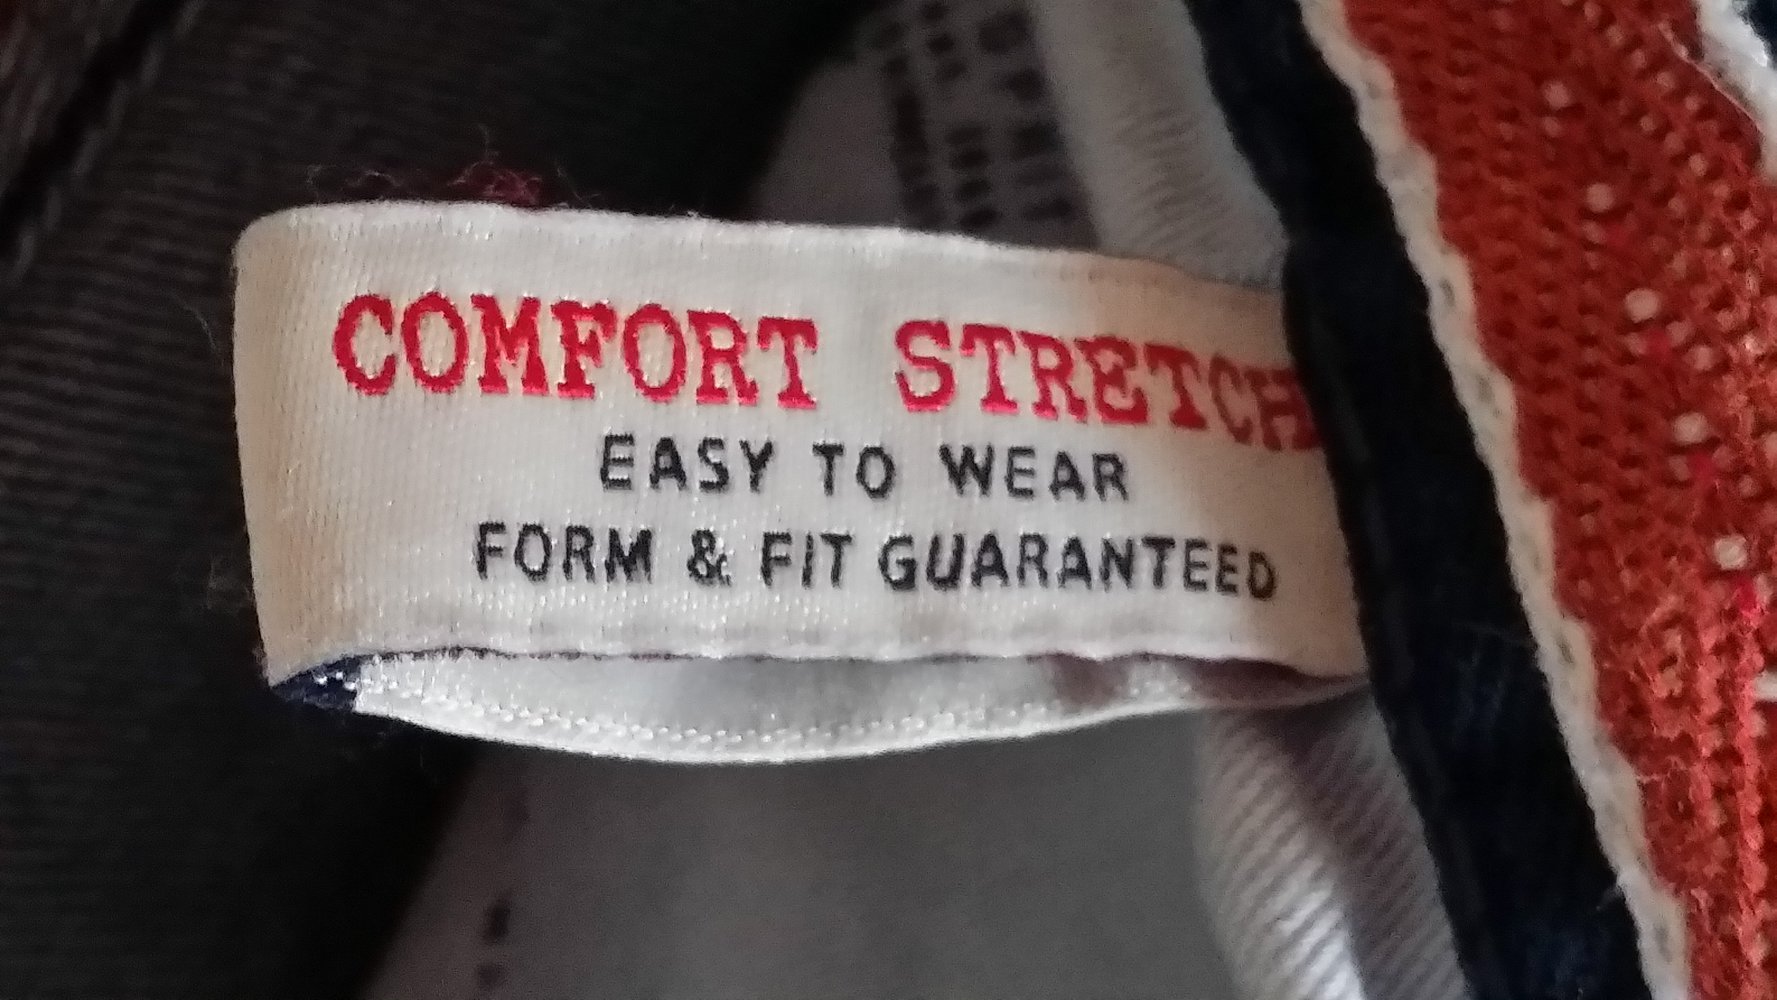 COMFORT STRETCH
EASY TO WEAR
FORM & FIT GUARANTEED